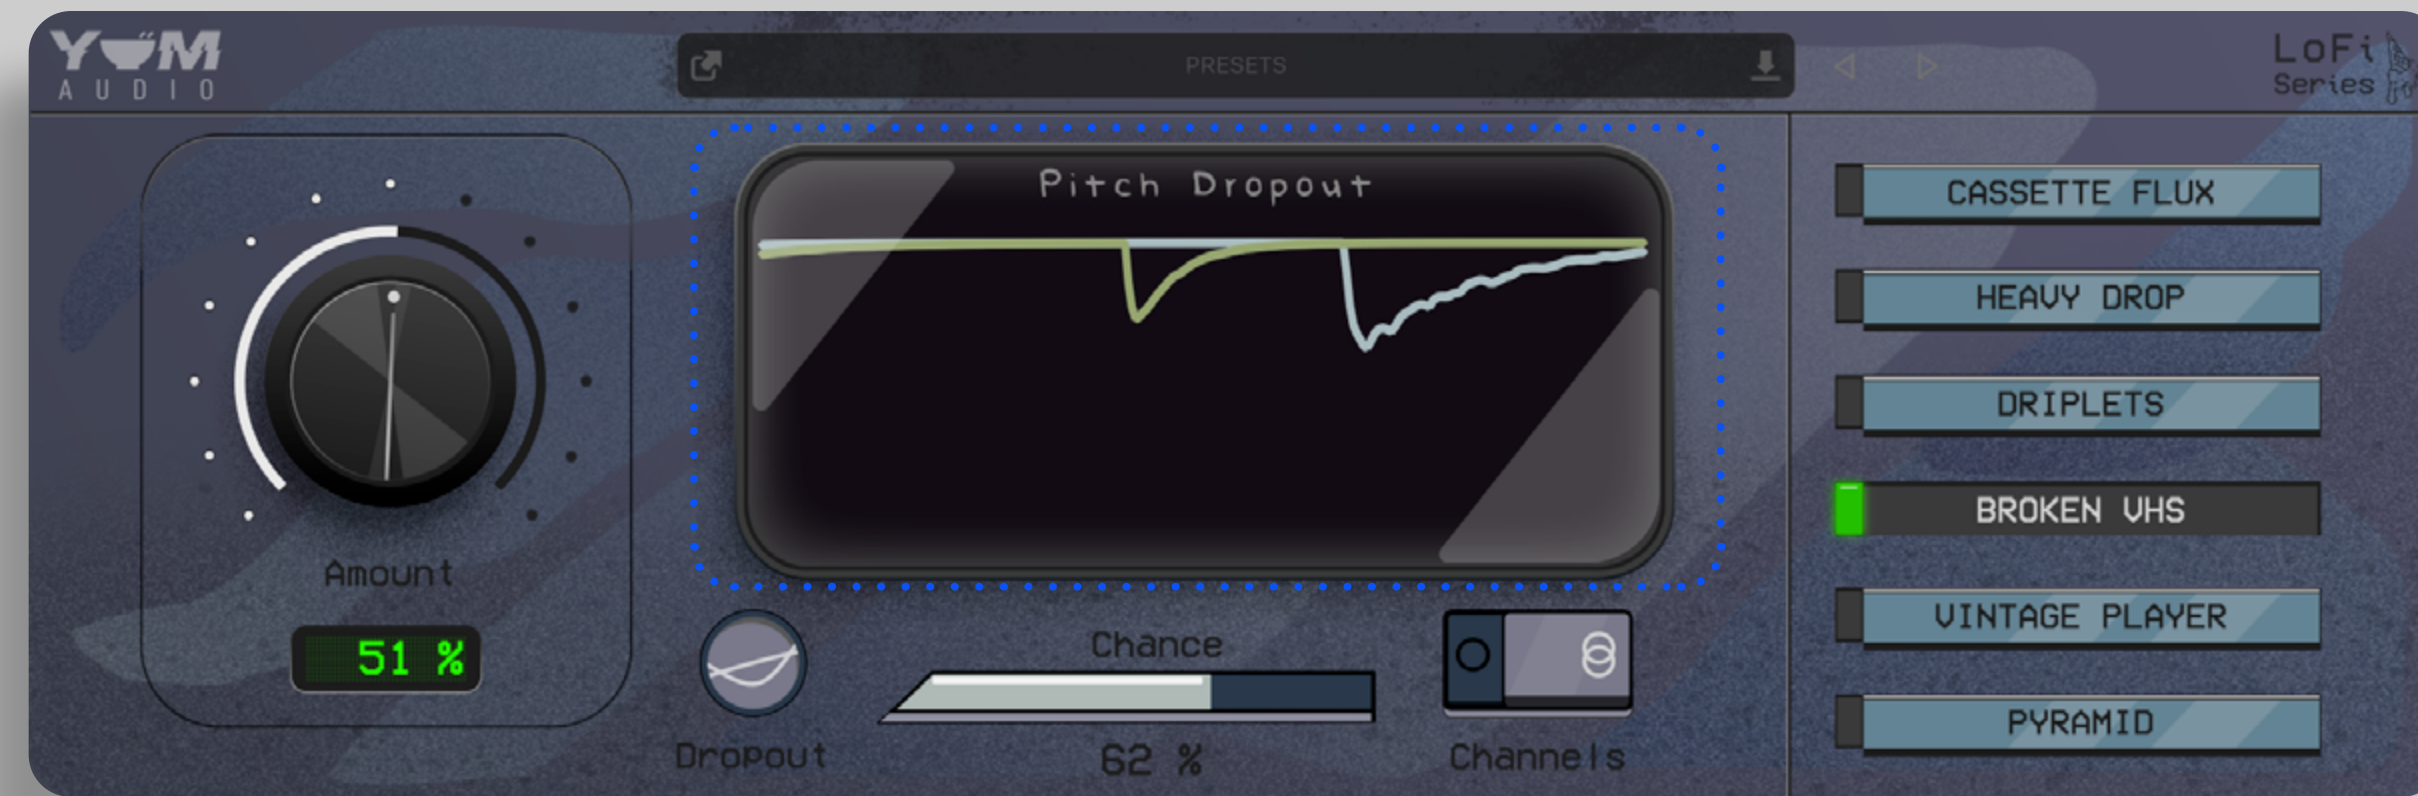 YUM
AUDIO
PRESETS
LoFi
Series
Pitch Dropout
CASSETTE FLUX
HEAVY DROP
DRIPLETS
BROKEN VHS
VINTAGE PLAYER
PYRAMID
Amount
51 %
Dropout
Chance
62 %
Channels